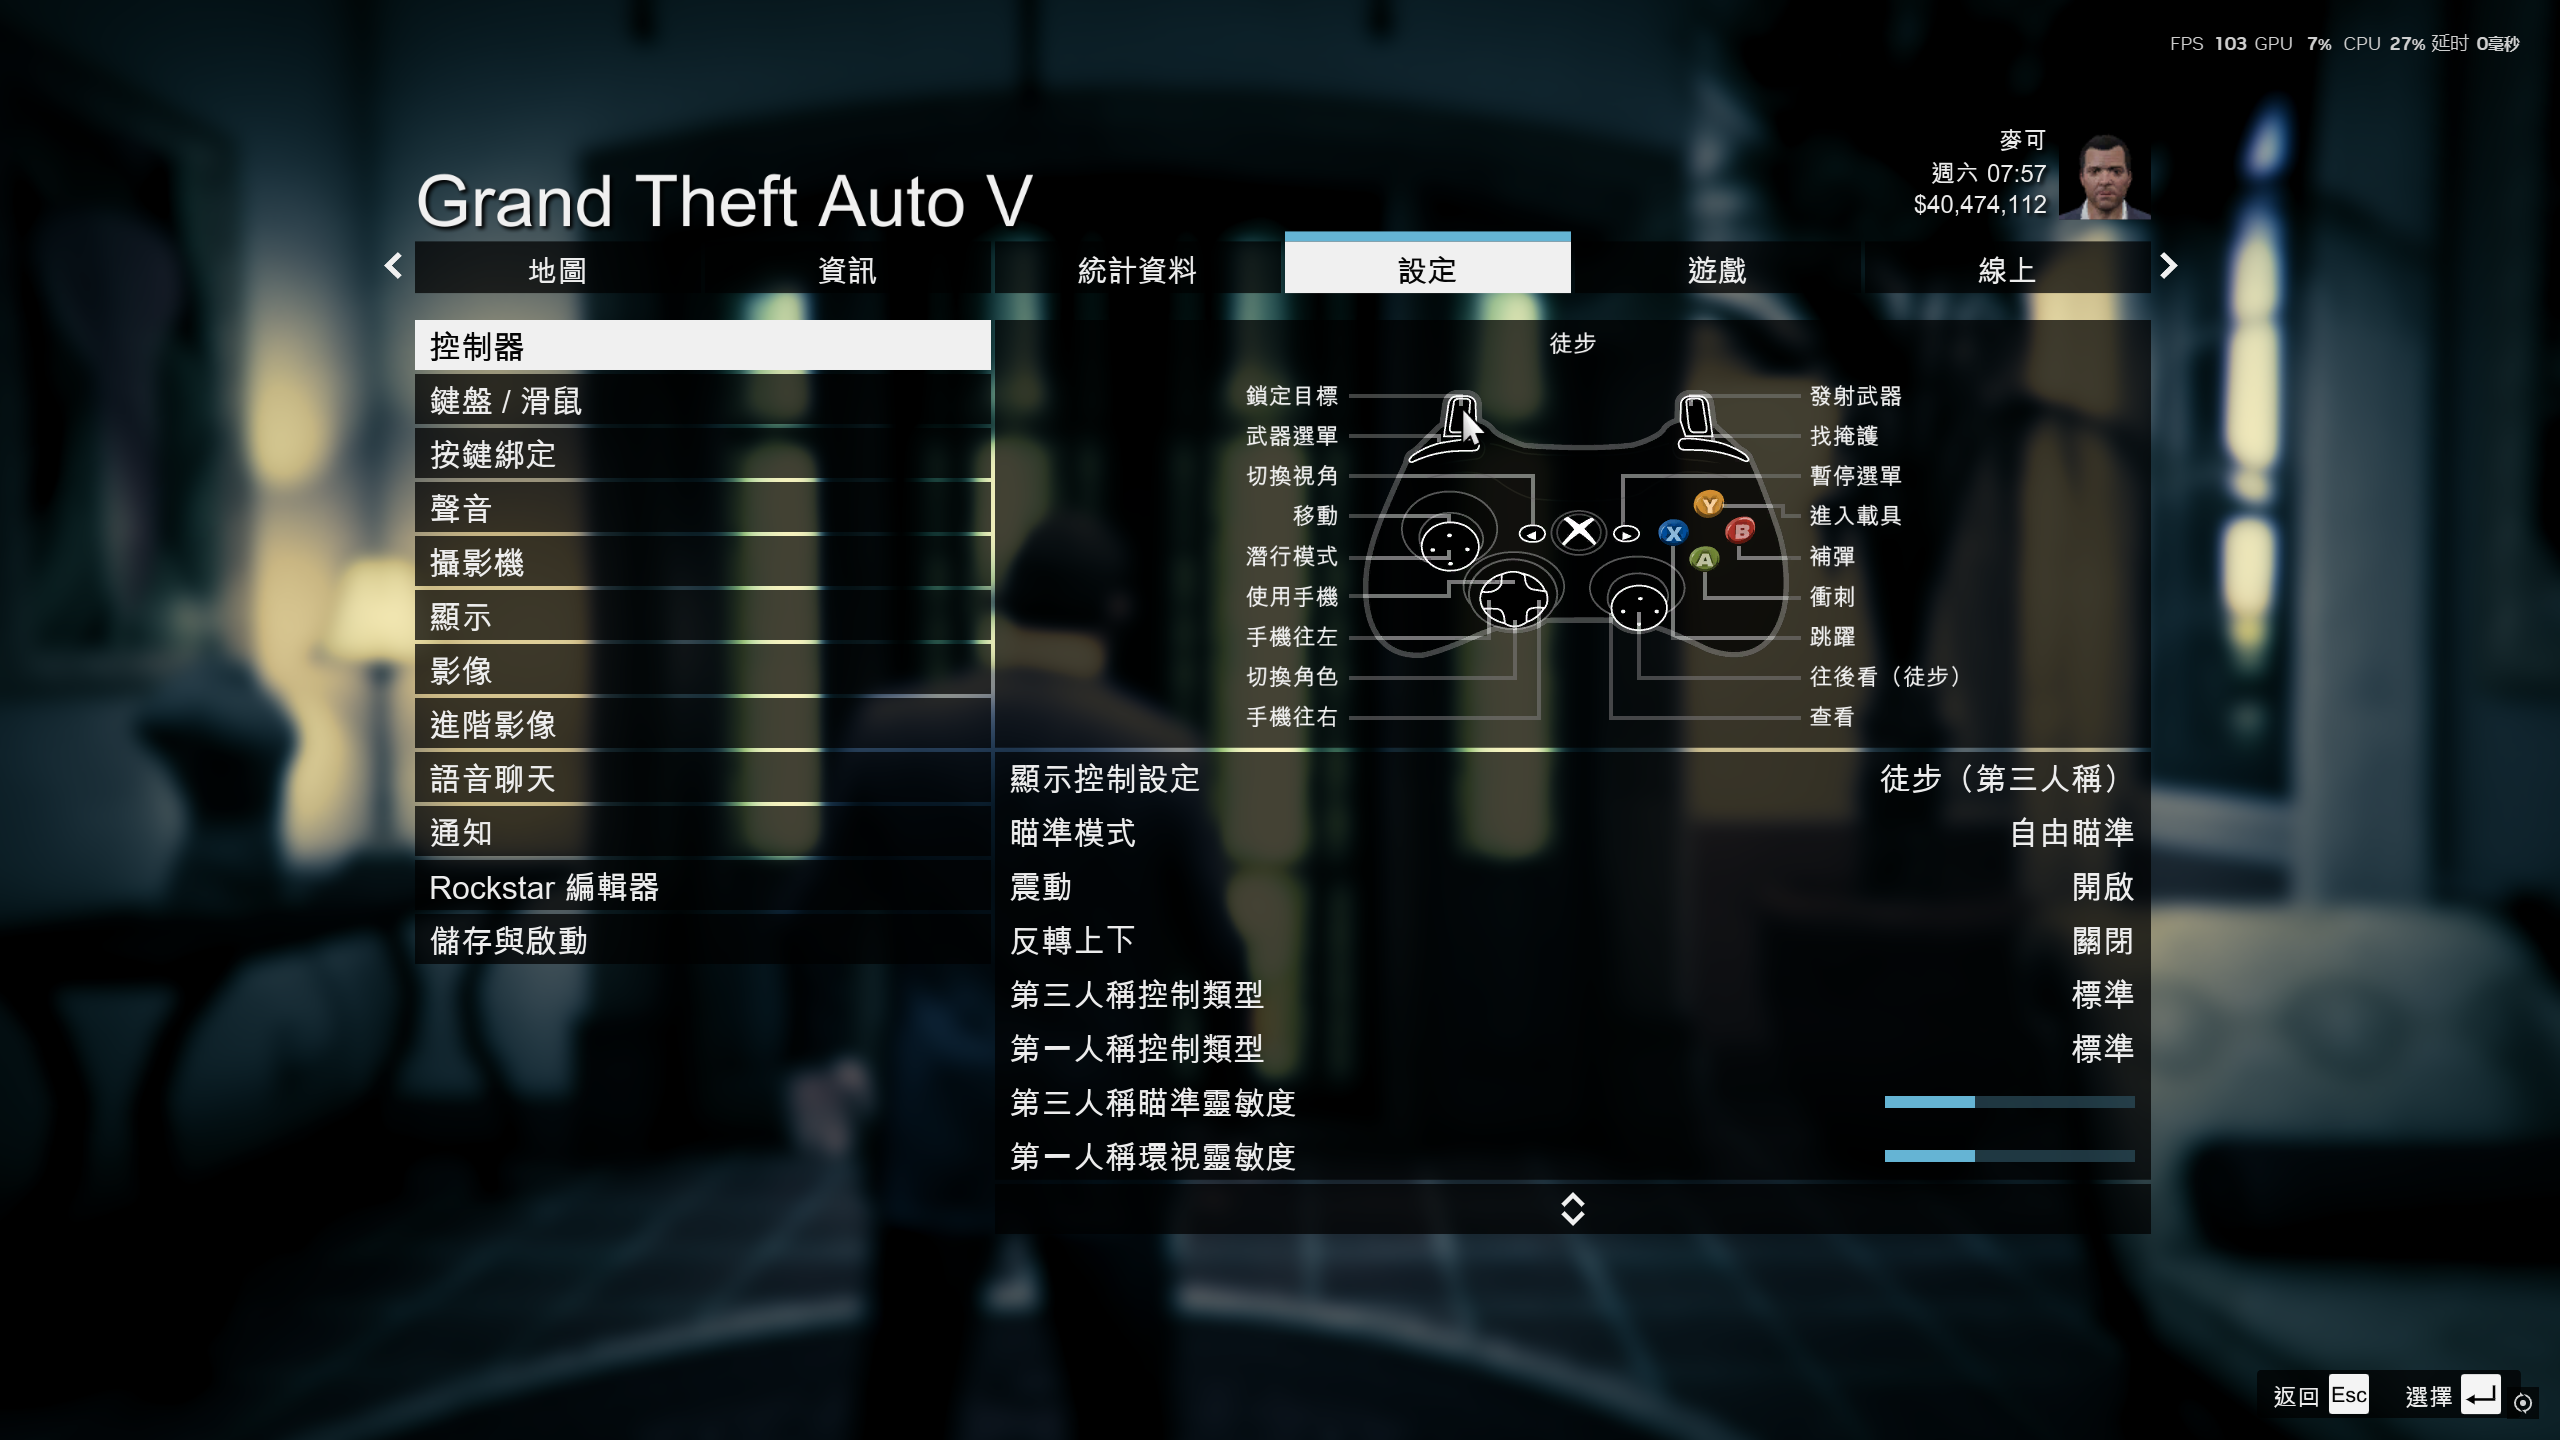 FPS 103 GPU 7% CPU 27% 延时 0毫秒
麥可
週六 07:57
$40,474,112
Grand Theft Auto V
地圖 資訊 統計資料 設定 遊戲 線上
控制器
鍵盤 / 滑鼠
按鍵綁定
聲音
攝影機
顯示
影像
進階影像
語音聊天
通知
Rockstar 編輯器
儲存與啟動
徒步
鎖定目標
武器選單
切換視角
移動
潛行模式
使用手機
手機往左
切換角色
手機往右
Y
X
B
A
發射武器
找掩護
暫停選單
進入載具
補彈
衝刺
跳躍
往後看（徒步）
查看
顯示控制設定 徒步（第三人稱）
瞄準模式 自由瞄準
震動 開啟
反轉上下 關閉
第三人稱控制類型 標準
第一人稱控制類型 標準
第三人稱瞄準靈敏度
第一人稱環視靈敏度
返回 Esc 選擇